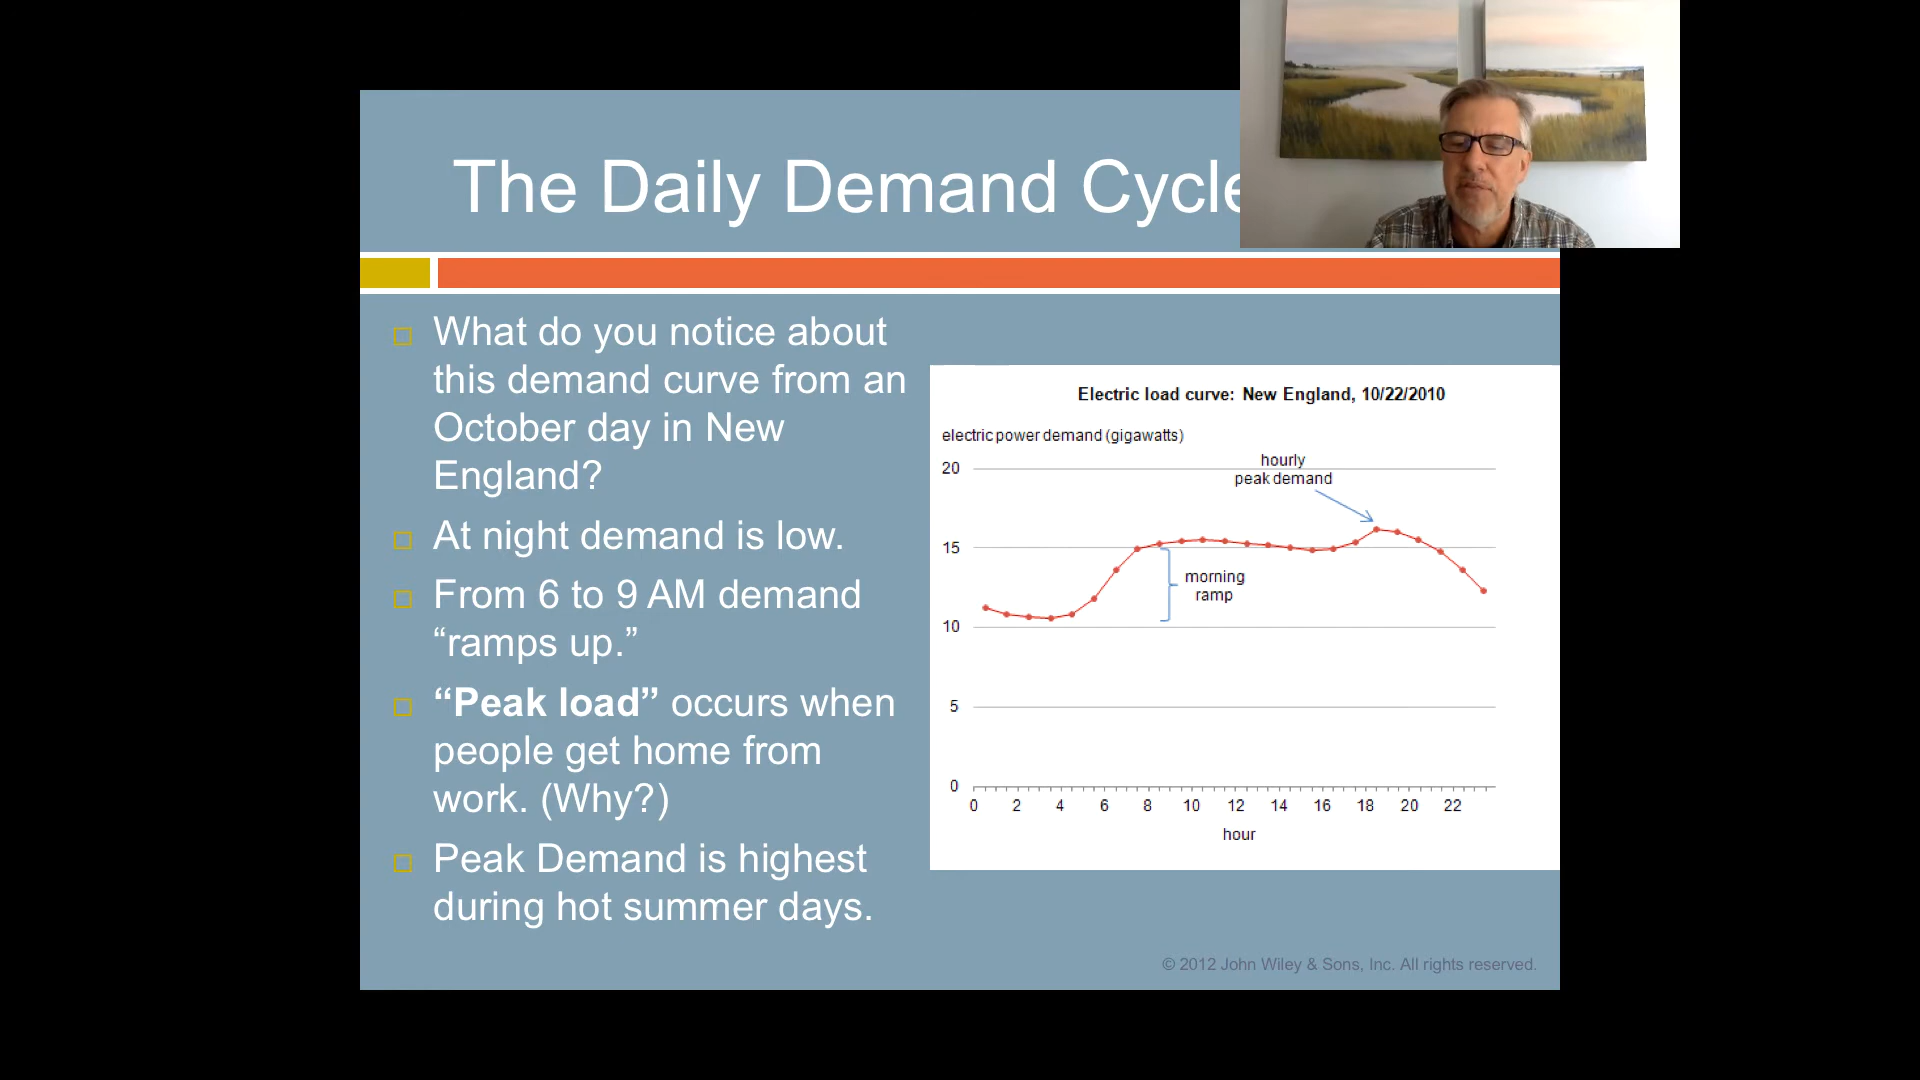 The Daily Demand Cycle
What do you notice about
this demand curve from an
October day in New
England?
At night demand is low.
From 6 to 9 AM demand
“ramps up.”
“Peak load” occurs when
people get home from
work. (Why?)
Peak Demand is highest
during hot summer days.
Electric load curve: New England, 10/22/2010
electric power demand (gigawatts)
20
hourly
peak demand
15
morning
ramp
10
5
0
0 2 4 6 8 10 12 14 16 18 20 22
hour
© 2012 John Wiley & Sons, Inc. All rights reserved.